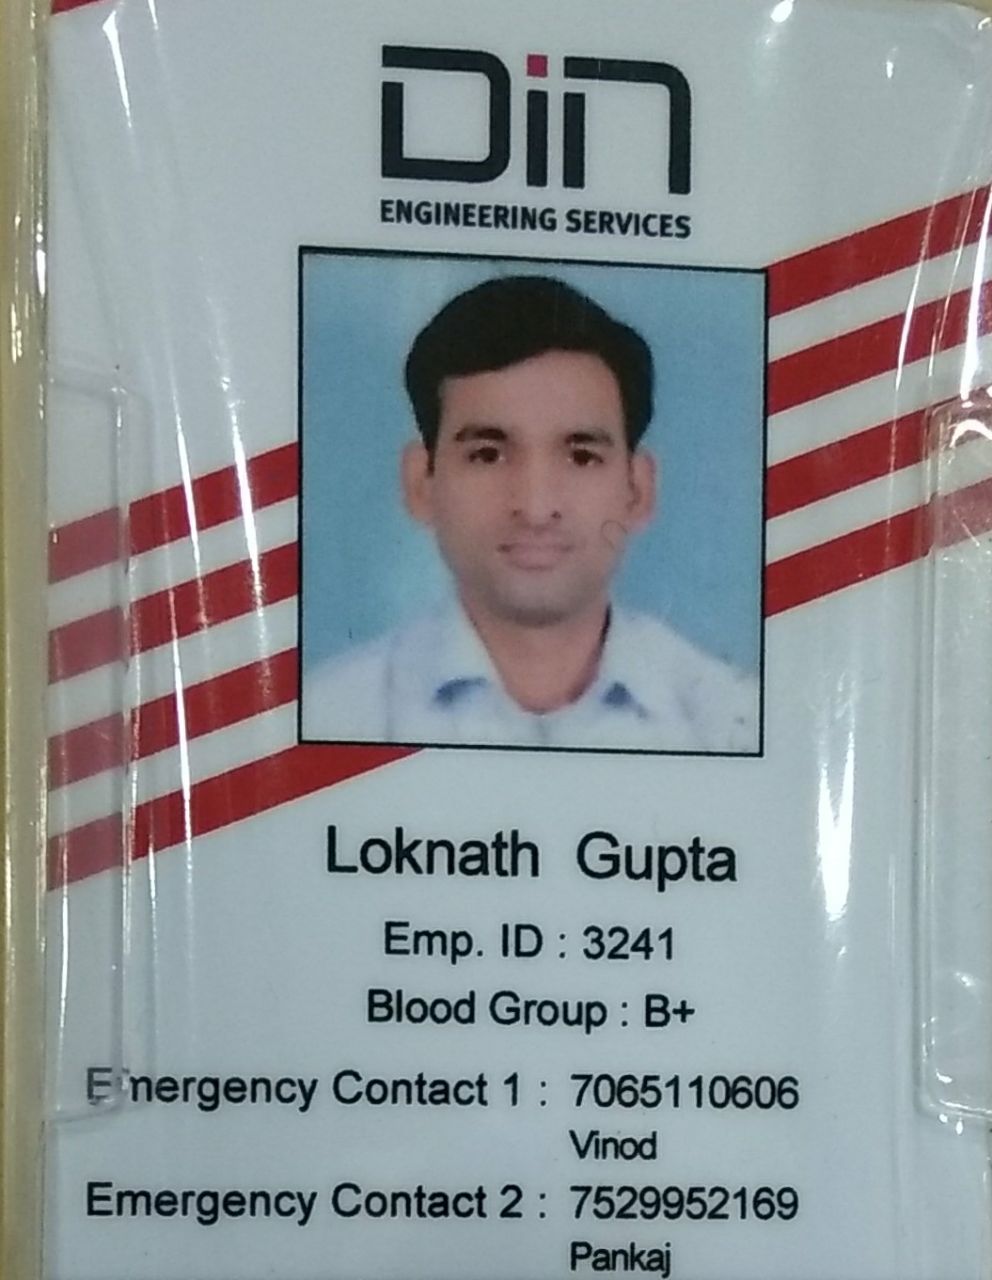 Din
ENGINEERING SERVICES
Loknath Gupta
Emp. ID : 3241
Blood Group : B+
Emergency Contact 1 : 7065110606
Vinod
Emergency Contact 2 : 7529952169
Pankaj